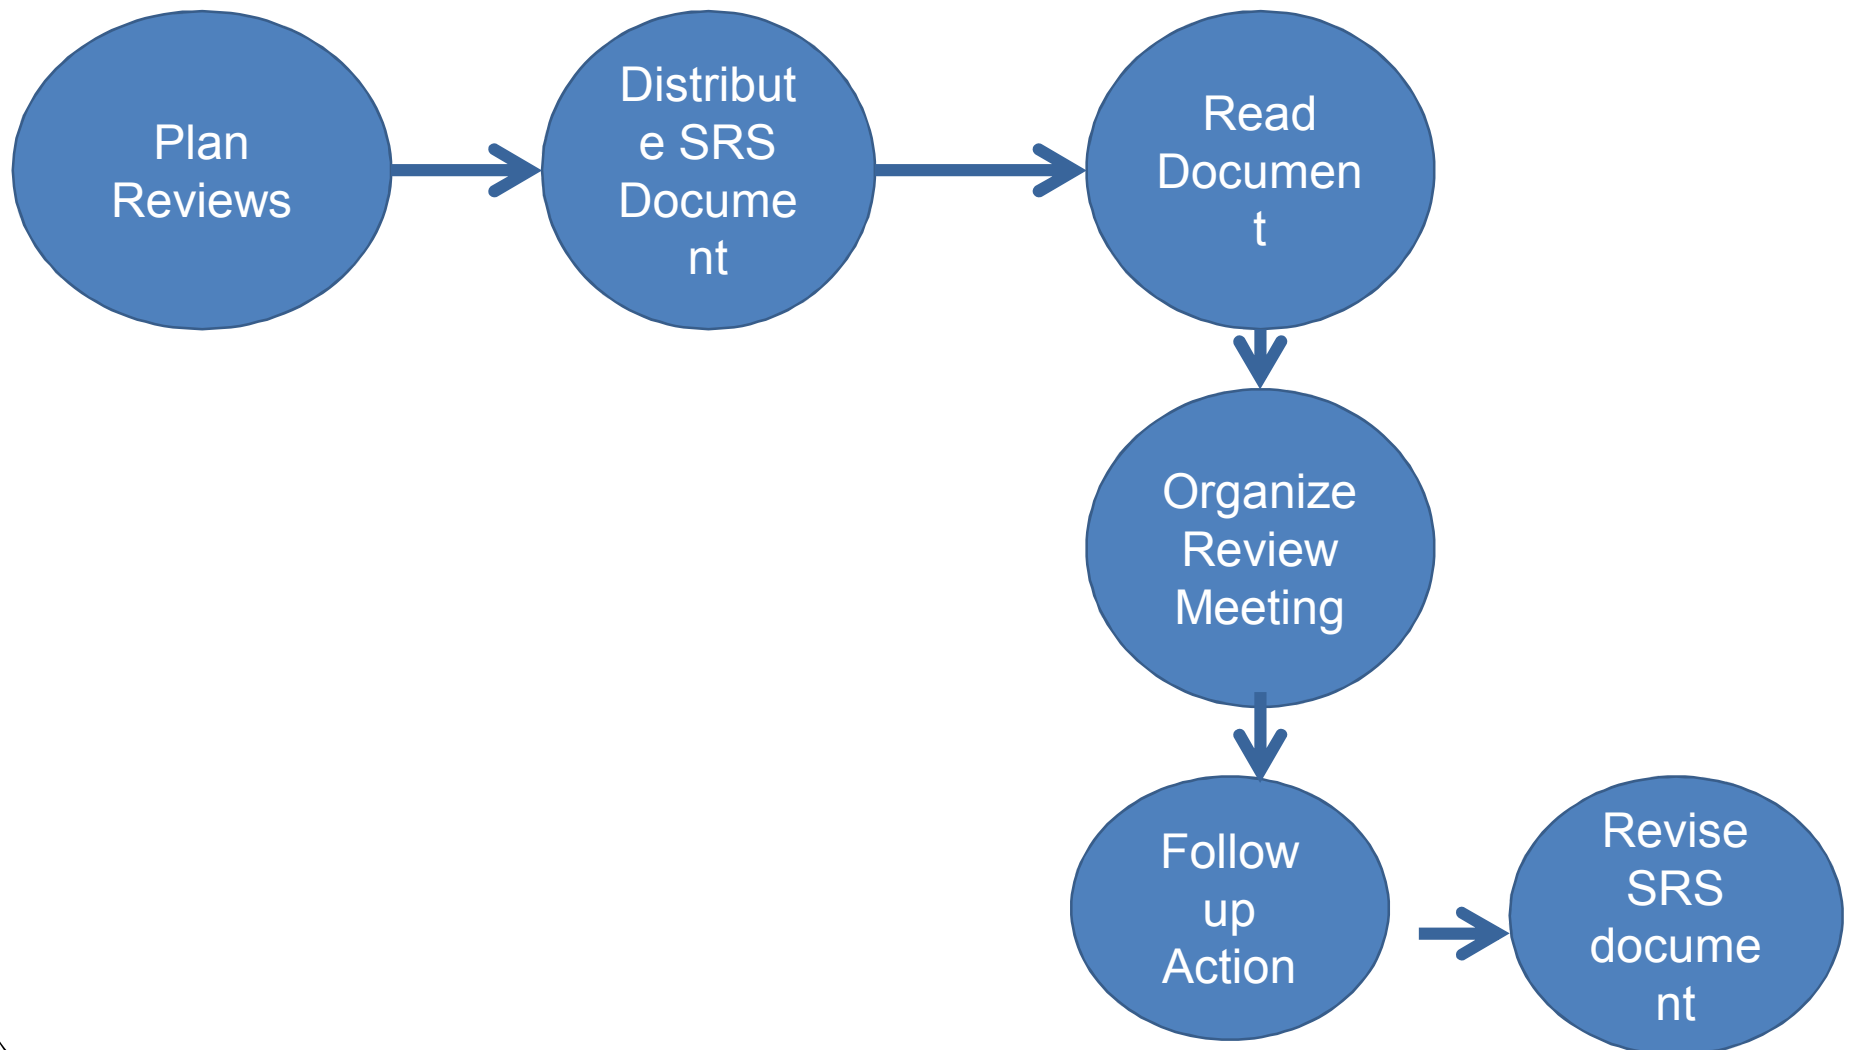 Plan
Reviews
Distribut
e SRS
Docume
nt
Read
Documen
t
Organize
Review
Meeting
Follow
up
Action
Revise
SRS
docume
nt